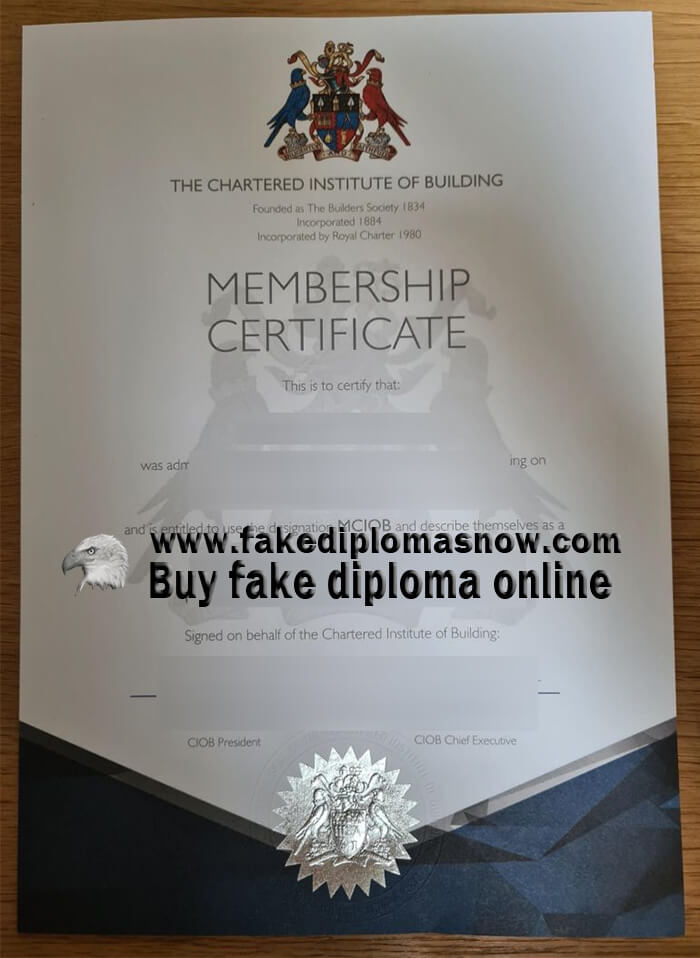 THE CHARTERED INSTITUTE OF BUILDING
Founded as The Builders Society 1834
Incorporated 1884
Incorporated by Royal Charter 1980
MEMBERSHIP
CERTIFICATE
This is to certify that:
was adm
ing on
and is entitled to use the designation MCIOB and describe themselves as a
www.fakediplomasnow.com
Buy fake diploma online
Signed on behalf of the Chartered Institute of Building:
CIOB President
CIOB Chief Executive